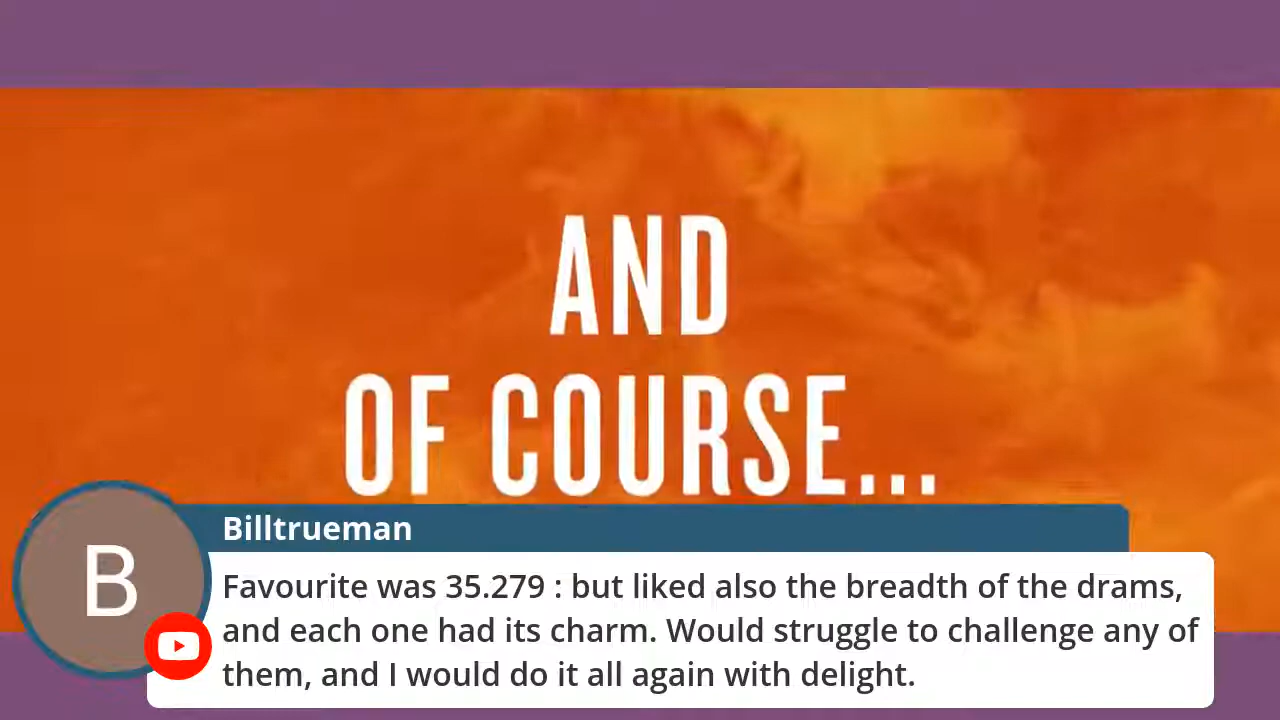 AND
OF COURSE...
Billtrueman
B
Favourite was 35.279 : but liked also the breadth of the drams,
and each one had its charm. Would struggle to challenge any of
them, and I would do it all again with delight.